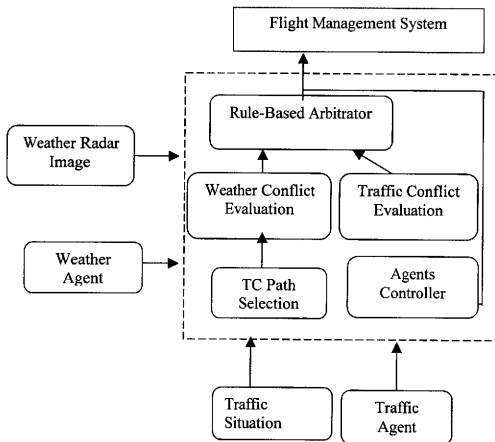 Flight Management System
Rule-Based Arbitrator
Weather Radar
Image
Weather Conflict
Evaluation
Traffic Conflict
Evaluation
Weather
Agent
TC Path
Selection
Agents
Controller
Traffic
Situation
Traffic
Agent